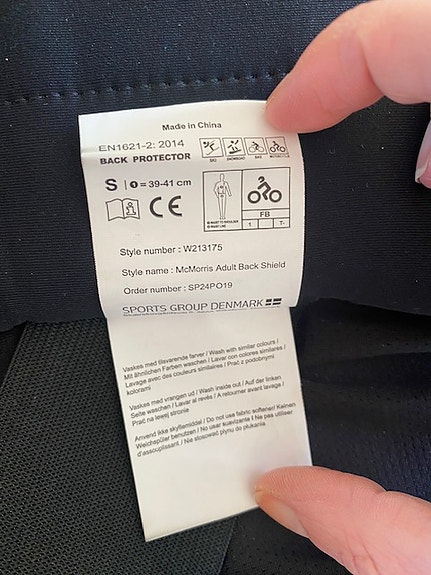 Made in China
EN1621-2: 2014
BACK PROTECTOR
SKI SNOWBOARD BIKE MOTORCYCLE
S | = 39-41 cm
CE
WAIST TO SHOULDER
WAIST LINE
FB
1 T-
Style number : W213175
Style name : McMorris Adult Back Shield
Order number : SP24PO19
SPORTS GROUP DENMARK
Vaskes med tilsvarende farver / Wash with similar colours /
Mit ähnlichen Farben waschen / Lavar con colores similares /
Lavage avec des couleurs similaires / Prać z podobnymi
kolorami
Vaskes med vrangen ud / Wash inside out / Auf der linken
Seite waschen / Lavar al revés / A retourner avant lavage /
Prać na lewej stronie
Anvend ikke skyllemiddel / Do not use fabric softener/ Keinen
Weichspüler benutzen / No usar suavizante / Ne pas utiliser
d'assouplissant. / Nie stosować płynu do płukania